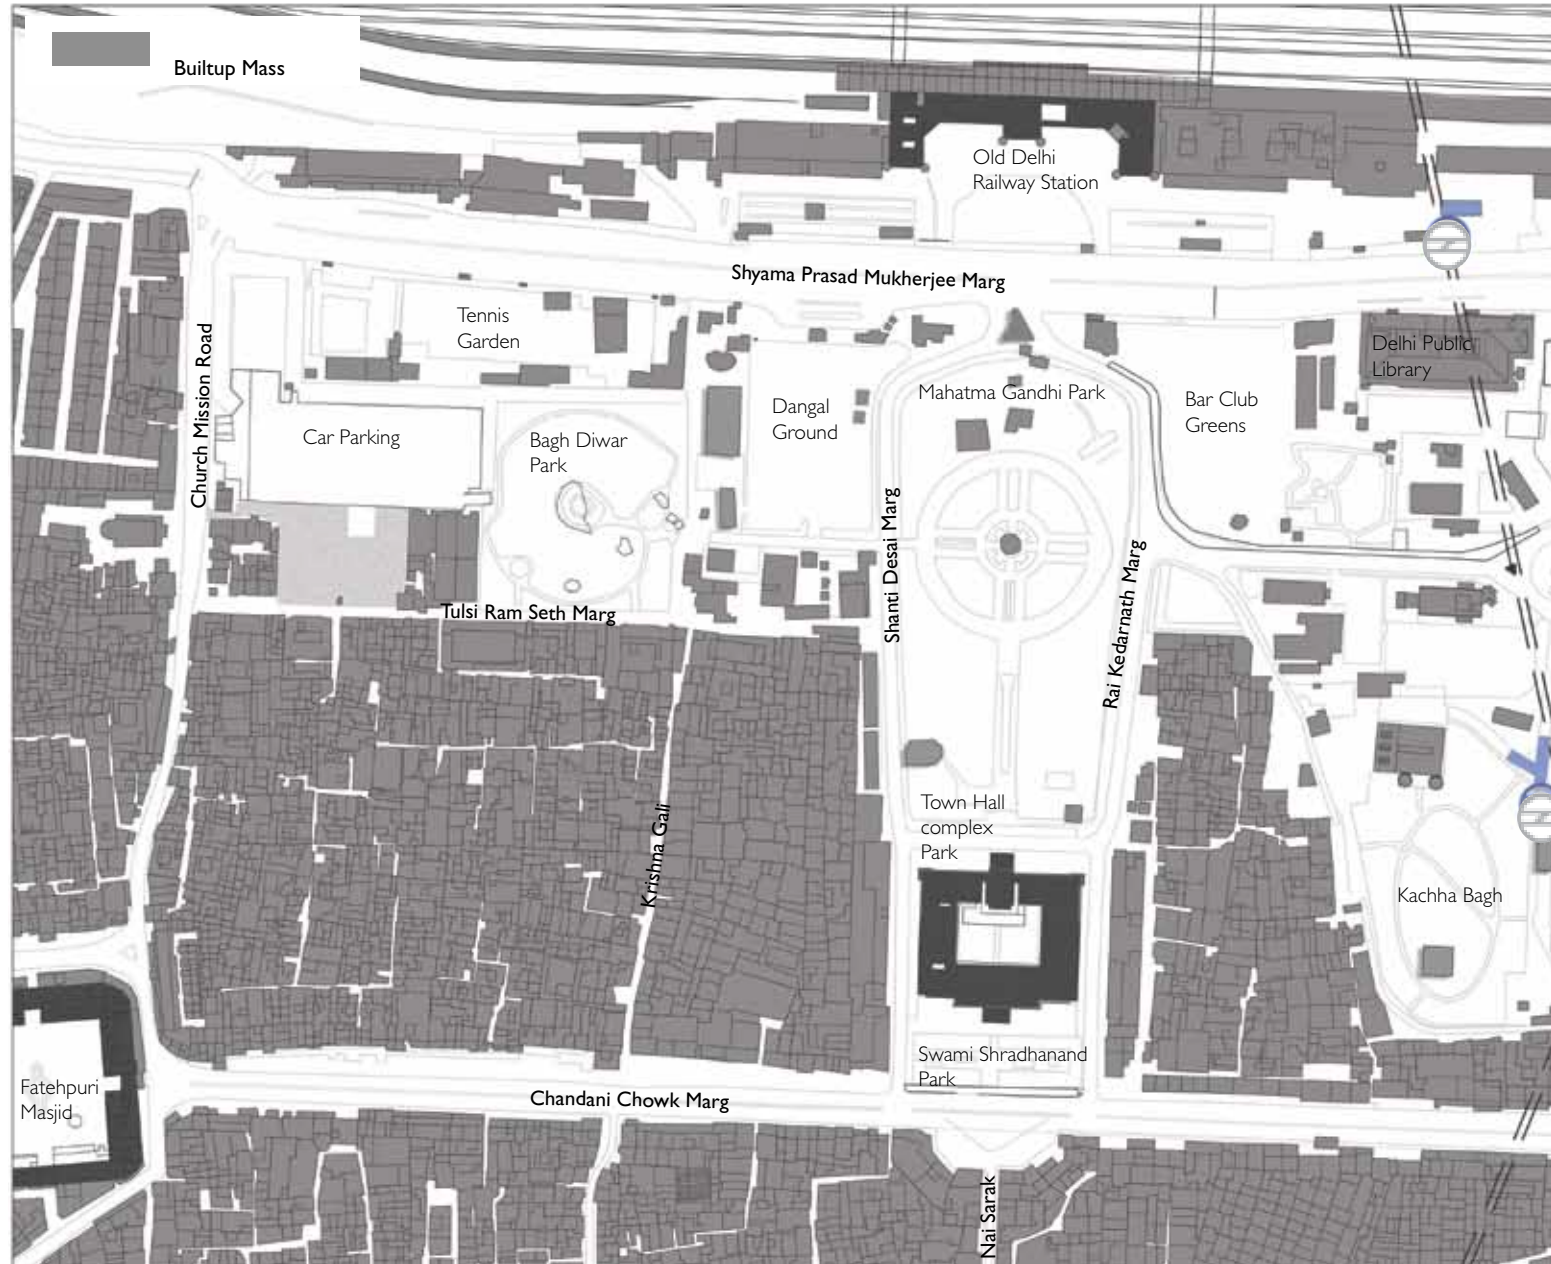 Builtup Mass
Old Delhi
Railway Station
Shyama Prasad Mukherjee Marg
Tennis
Garden
Church Mission Road
Delhi Public
Library
Mahatma Gandhi Park
Dangal
Ground
Bar Club
Greens
Car Parking
Bagh Diwar
Park
Shanti Desai Marg
Rai Kedarnath Marg
Tulsi Ram Seth Marg
Krishna Gali
Town Hall
complex
Park
Kachha Bagh
Swami Shradhanand
Park
Fatehpuri
Masjid
Chandani Chowk Marg
Nai Sarak